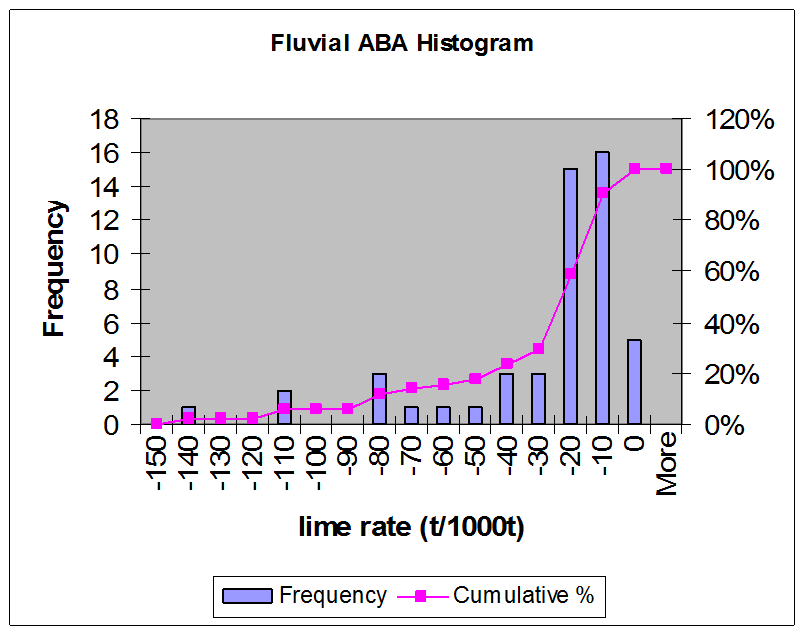 Fluvial ABA Histogram
18 120%
16
14 100%
12 80%
10
8 60%
6 40%
4
2 20%
0 0%
Frequency
-150 -140 -130 -120 -110 -100 -90 -80 -70 -60 -50 -40 -30 -20 -10 0 More
lime rate (t/1000t)
Frequency Cumulative %